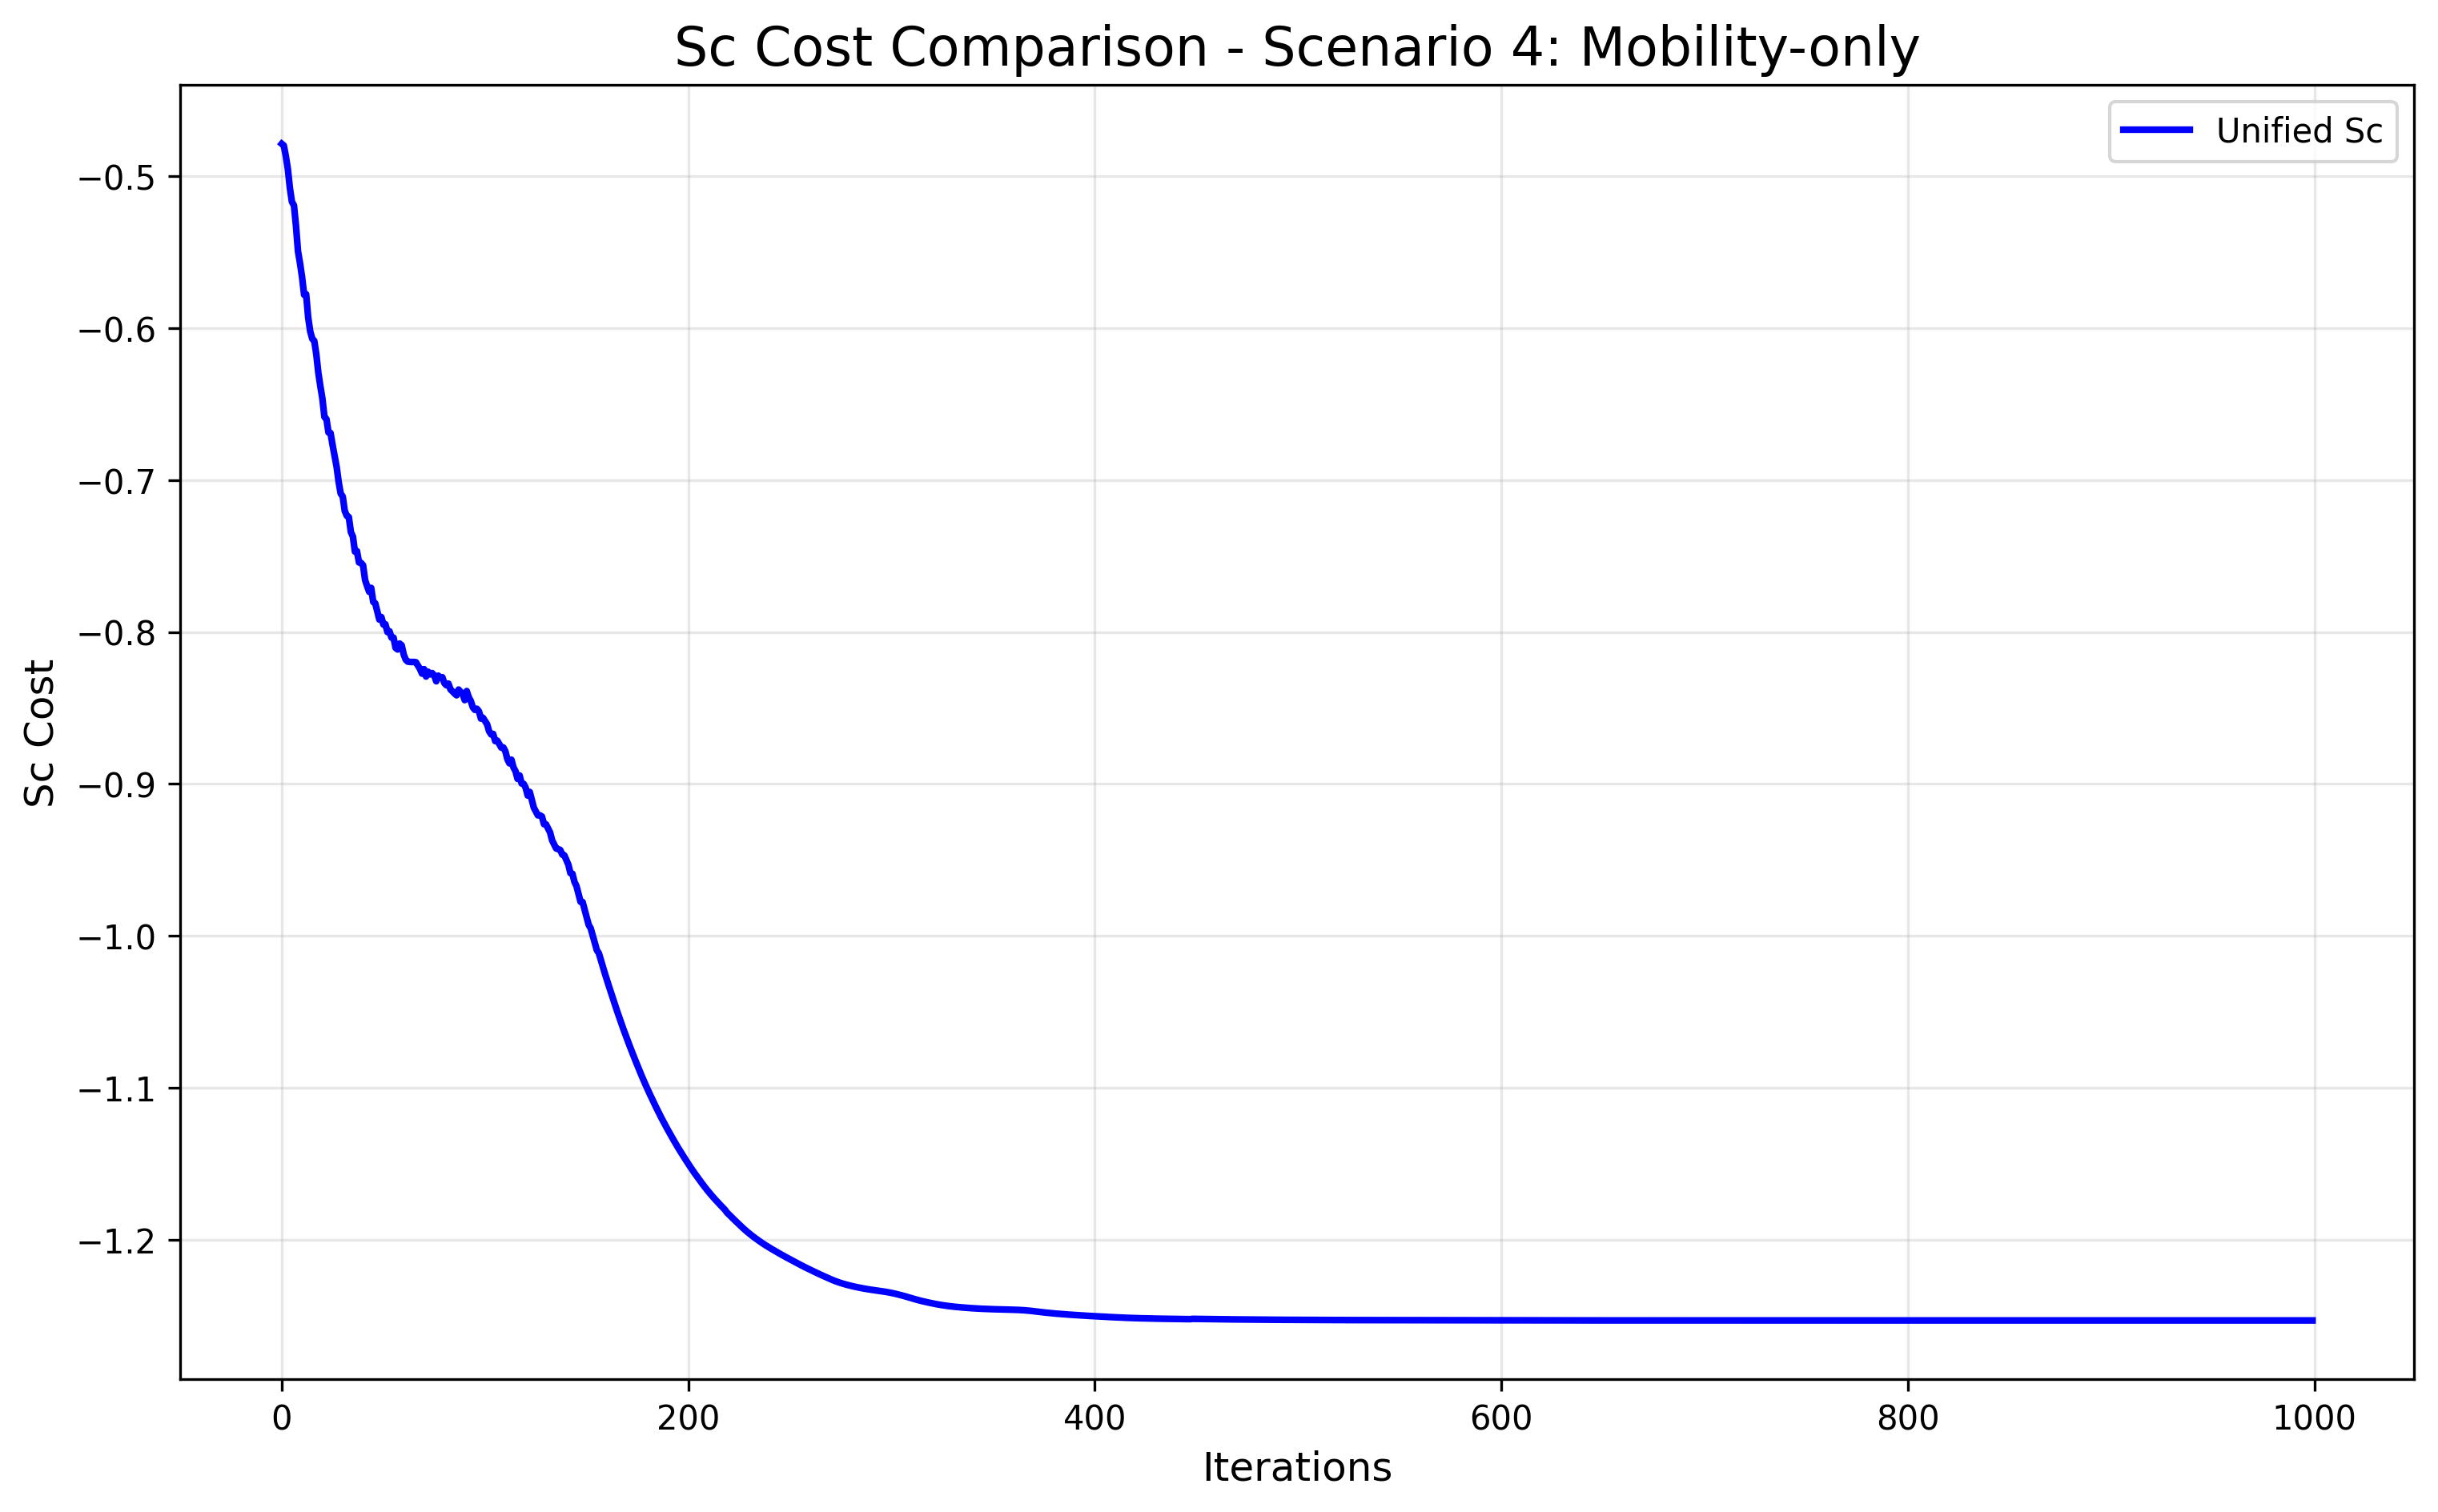 Sc Cost Comparison - Scenario 4: Mobility-only
Unified Sc
−0.5
−0.6
−0.7
−0.8
−0.9
−1.0
−1.1
−1.2
Sc Cost
0 200 400 600 800 1000
Iterations